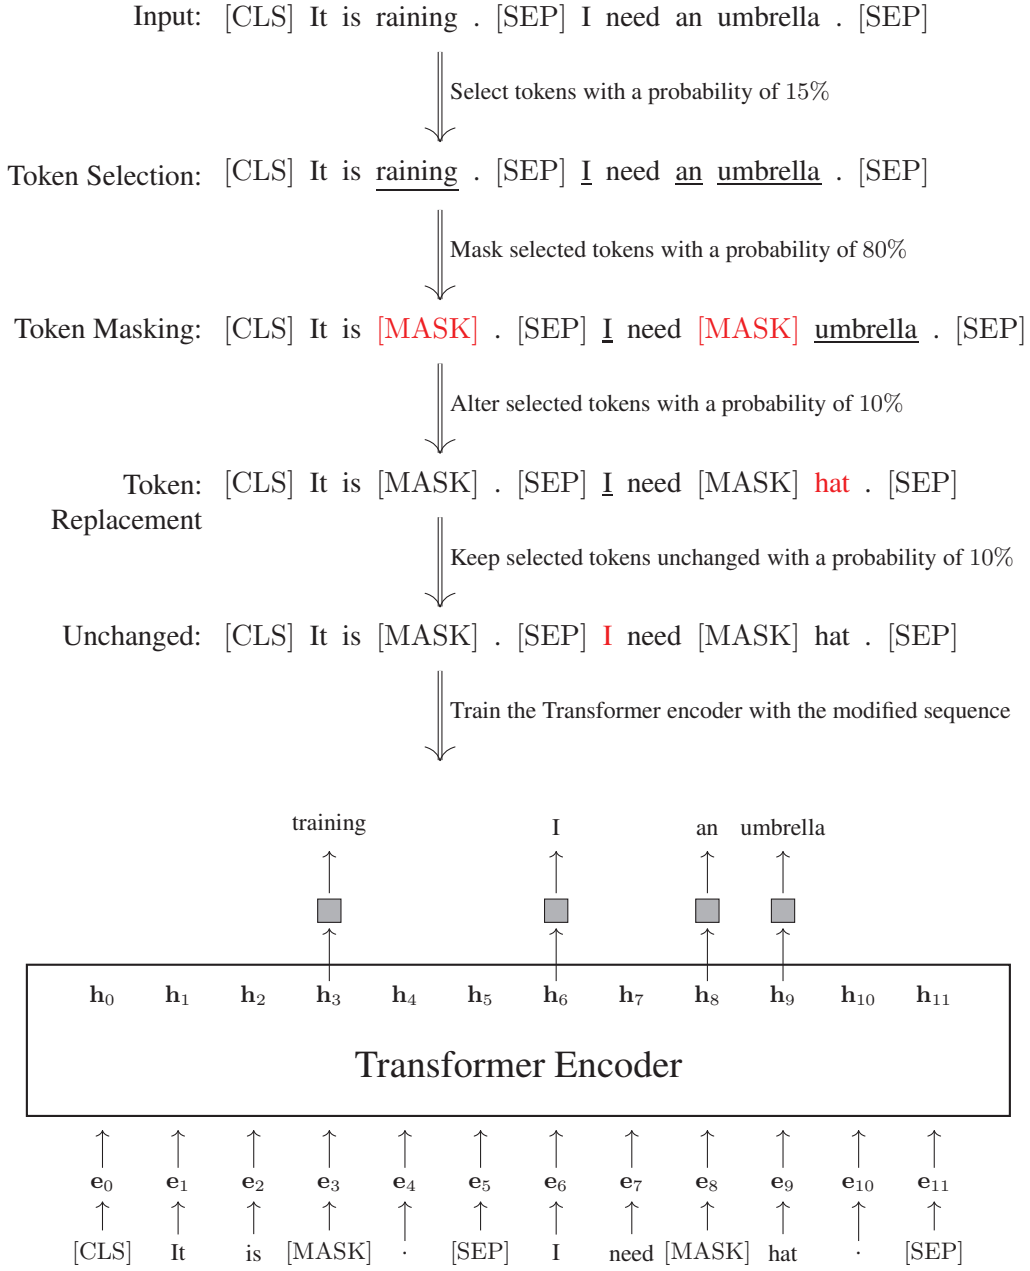 Input: [CLS] It is raining . [SEP] I need an umbrella . [SEP]
Select tokens with a probability of 15%
Token Selection: [CLS] It is raining . [SEP] I need an umbrella . [SEP]
Mask selected tokens with a probability of 80%
Token Masking: [CLS] It is [MASK] . [SEP] I need [MASK] umbrella . [SEP]
Alter selected tokens with a probability of 10%
Token: [CLS] It is [MASK] . [SEP] I need [MASK] hat . [SEP]
Replacement
Keep selected tokens unchanged with a probability of 10%
Unchanged: [CLS] It is [MASK] . [SEP] I need [MASK] hat . [SEP]
Train the Transformer encoder with the modified sequence
training I an umbrella
h0 h1 h2 h3 h4 h5 h6 h7 h8 h9 h10 h11
Transformer Encoder
e0 e1 e2 e3 e4 e5 e6 e7 e8 e9 e10 e11
[CLS] It is [MASK] . [SEP] I need [MASK] hat . [SEP]